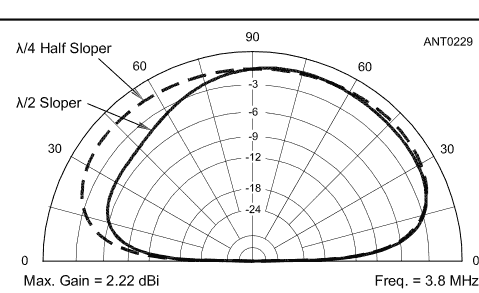 90
ANT0229
λ/4 Half Sloper
60
60
λ/2 Sloper
-3
-6
-9
30
-12
30
-18
-24
0
0
Max. Gain = 2.22 dBi
Freq. = 3.8 MHz